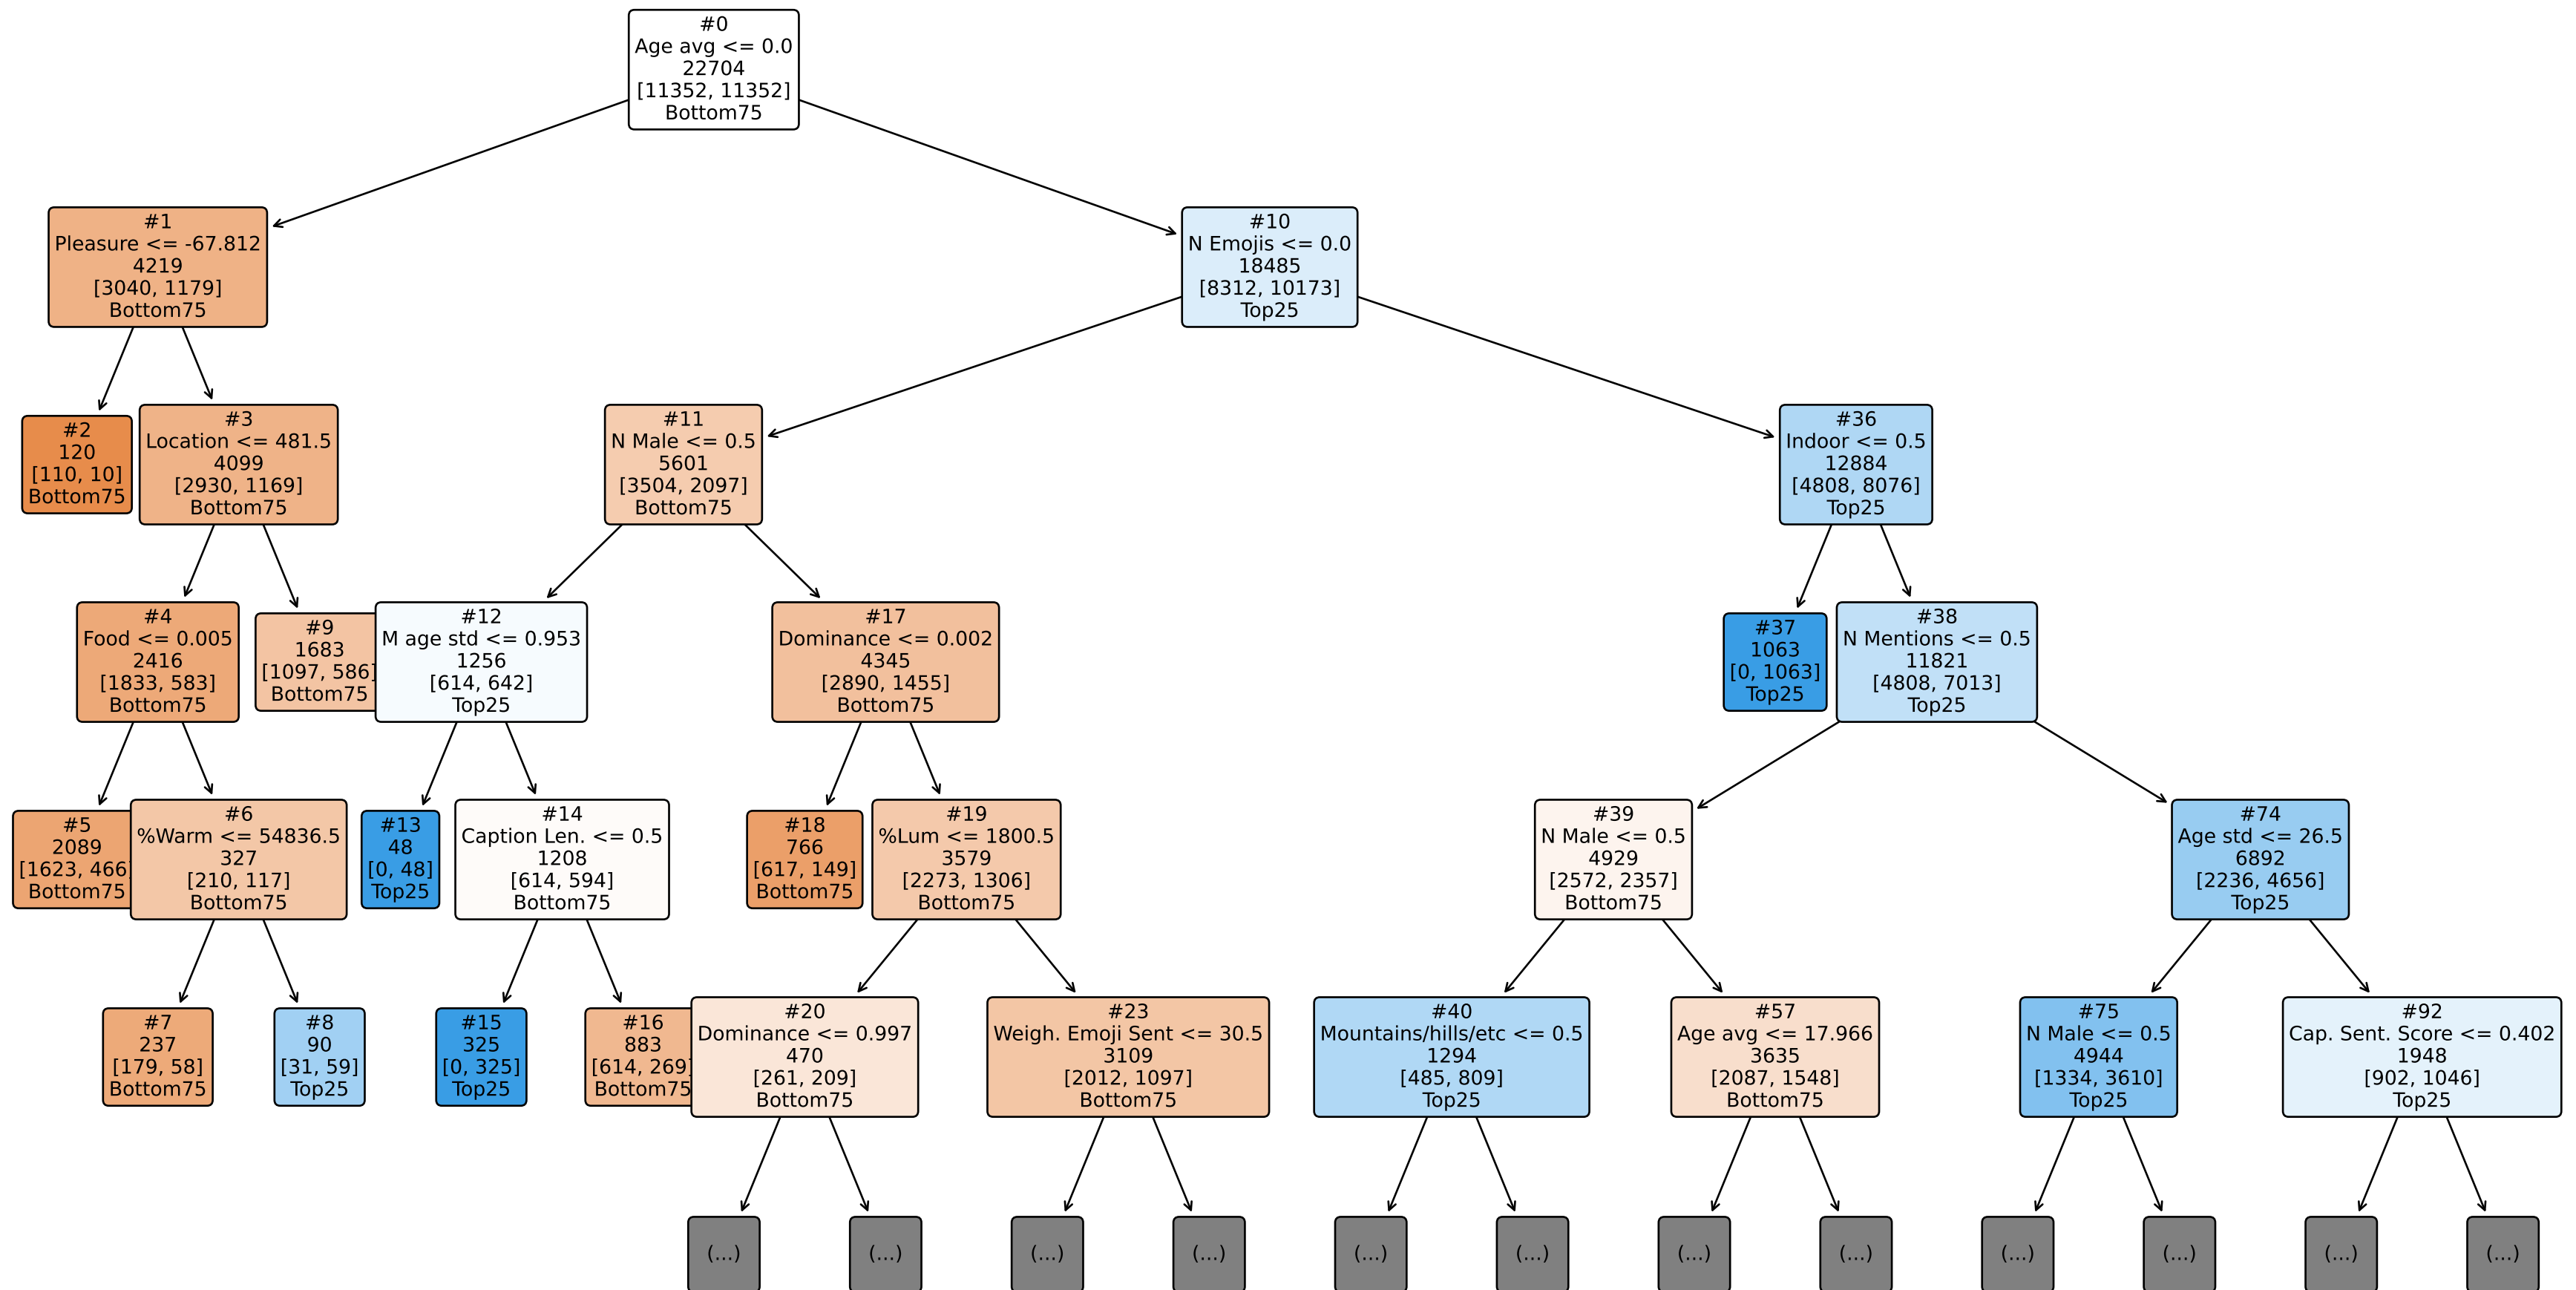 #0
Age avg <= 0.0
22704
[11352, 11352]
Bottom75
#1
Pleasure <= -67.812
4219
[3040, 1179]
Bottom75
#10
N Emojis <= 0.0
18485
[8312, 10173]
Top25
#2
120
[110, 10]
Bottom75
#3
Location <= 481.5
4099
[2930, 1169]
Bottom75
#11
N Male <= 0.5
5601
[3504, 2097]
Bottom75
#36
Indoor <= 0.5
12884
[4808, 8076]
Top25
#4
Food <= 0.005
2416
[1833, 583]
Bottom75
#9
1683
[1097, 586]
Bottom75
#12
M age std <= 0.953
1256
[614, 642]
Top25
#17
Dominance <= 0.002
4345
[2890, 1455]
Bottom75
#37
1063
[0, 1063]
Top25
#38
N Mentions <= 0.5
11821
[4808, 7013]
Top25
#5
2089
[1623, 466]
Bottom75
#6
%Warm <= 54836.5
327
[210, 117]
Bottom75
#13
48
[0, 48]
Top25
#14
Caption Len. <= 0.5
1208
[614, 594]
Bottom75
#18
766
[617, 149]
Bottom75
#19
%Lum <= 1800.5
3579
[2273, 1306]
Bottom75
#39
N Male <= 0.5
4929
[2572, 2357]
Bottom75
#74
Age std <= 26.5
6892
[2236, 4656]
Top25
#7
237
[179, 58]
Bottom75
#8
90
[31, 59]
Top25
#15
325
[0, 325]
Top25
#16
883
[614, 269]
Bottom75
#20
Dominance <= 0.997
470
[261, 209]
Bottom75
#23
Weigh. Emoji Sent <= 30.5
3109
[2012, 1097]
Bottom75
#40
Mountains/hills/etc <= 0.5
1294
[485, 809]
Top25
#57
Age avg <= 17.966
3635
[2087, 1548]
Bottom75
#75
N Male <= 0.5
4944
[1334, 3610]
Top25
#92
Cap. Sent. Score <= 0.402
1948
[902, 1046]
Top25
(...)
(...)
(...)
(...)
(...)
(...)
(...)
(...)
(...)
(...)
(...)
(...)